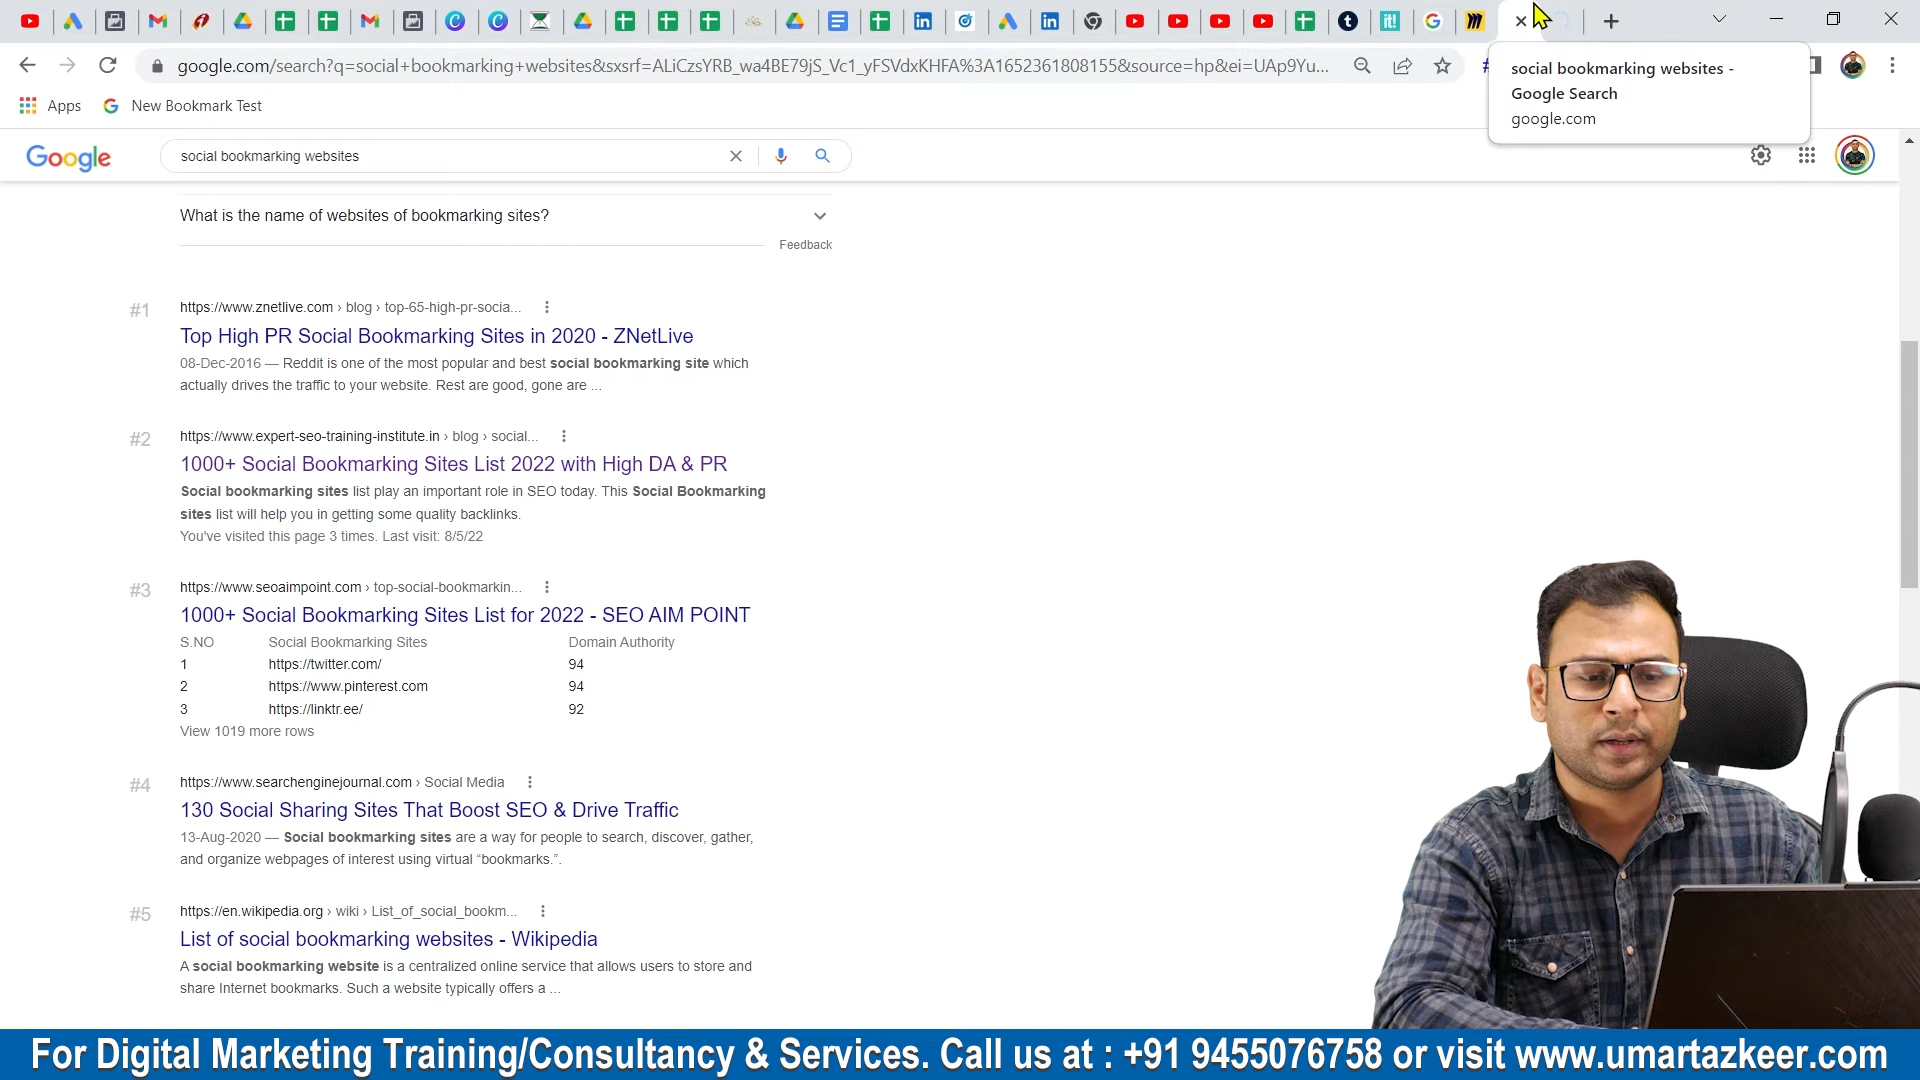 google.com/search?q=social+bookmarking+websites&sxsrf=ALiCzsYRB_wa4BE79jS_Vc1_yFSVdxKHFA%3A1652361808155&source=hp&ei=UAp9Yu...
social bookmarking websites -
Google Search
google.com
Apps
New Bookmark Test
Google
social bookmarking websites
What is the name of websites of bookmarking sites?
Feedback
#1
https://www.znetlive.com › blog › top-65-high-pr-socia...
Top High PR Social Bookmarking Sites in 2020 - ZNetLive
08-Dec-2016 — Reddit is one of the most popular and best social bookmarking site which
actually drives the traffic to your website. Rest are good, gone are ...
#2
https://www.expert-seo-training-institute.in › blog › social...
1000+ Social Bookmarking Sites List 2022 with High DA & PR
Social bookmarking sites list play an important role in SEO today. This Social Bookmarking
sites list will help you in getting some quality backlinks.
You've visited this page 3 times. Last visit: 8/5/22
#3
https://www.seoaimpoint.com › top-social-bookmarkin...
1000+ Social Bookmarking Sites List for 2022 - SEO AIM POINT
S.NO Social Bookmarking Sites Domain Authority
1 https://twitter.com/ 94
2 https://www.pinterest.com 94
3 https://linktr.ee/ 92
View 1019 more rows
#4
https://www.searchenginejournal.com › Social Media
130 Social Sharing Sites That Boost SEO & Drive Traffic
13-Aug-2020 — Social bookmarking sites are a way for people to search, discover, gather,
and organize webpages of interest using virtual “bookmarks.”.
#5
https://en.wikipedia.org › wiki › List_of_social_bookm...
List of social bookmarking websites - Wikipedia
A social bookmarking website is a centralized online service that allows users to store and
share Internet bookmarks. Such a website typically offers a ...
For Digital Marketing Training/Consultancy & Services. Call us at : +91 9455076758 or visit www.umartazkeer.com